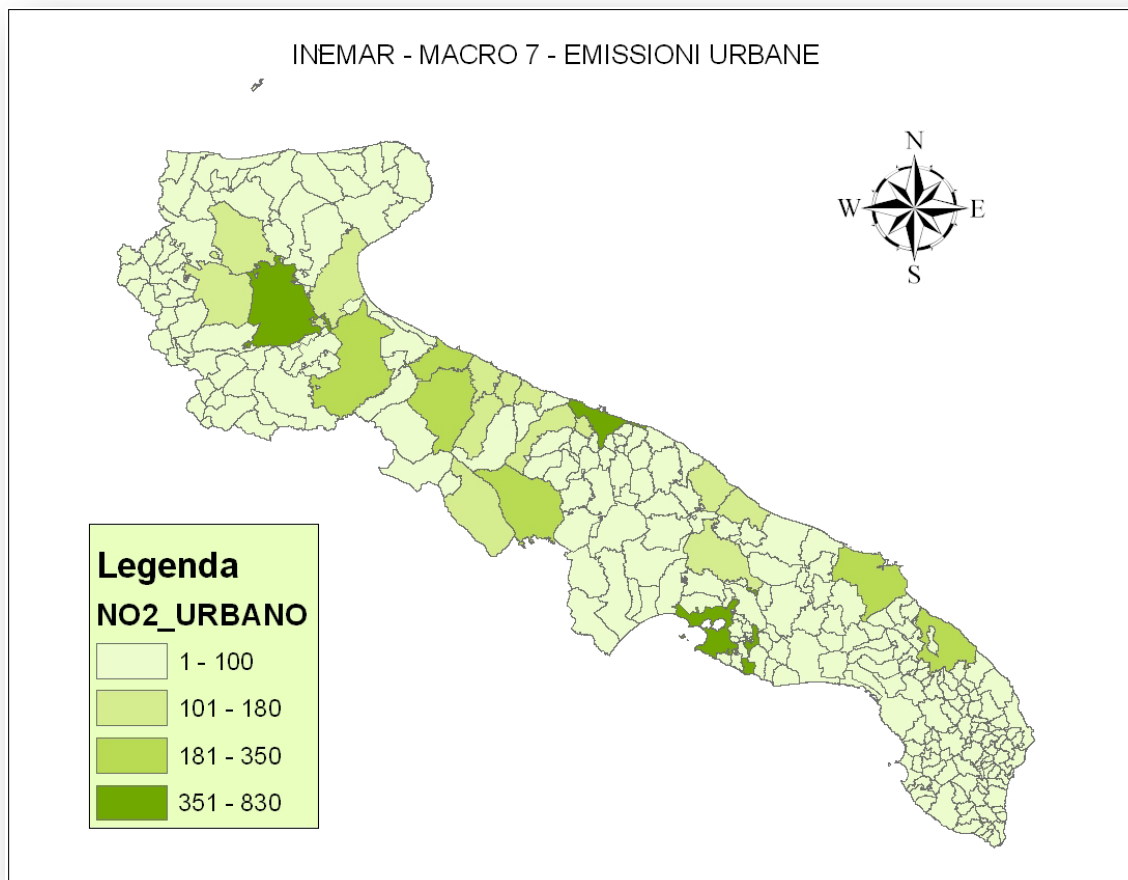 INEMAR - MACRO 7 - EMISSIONI URBANE
N
W E
S
Legenda
NO2_URBANO
1 - 100
101 - 180
181 - 350
351 - 830